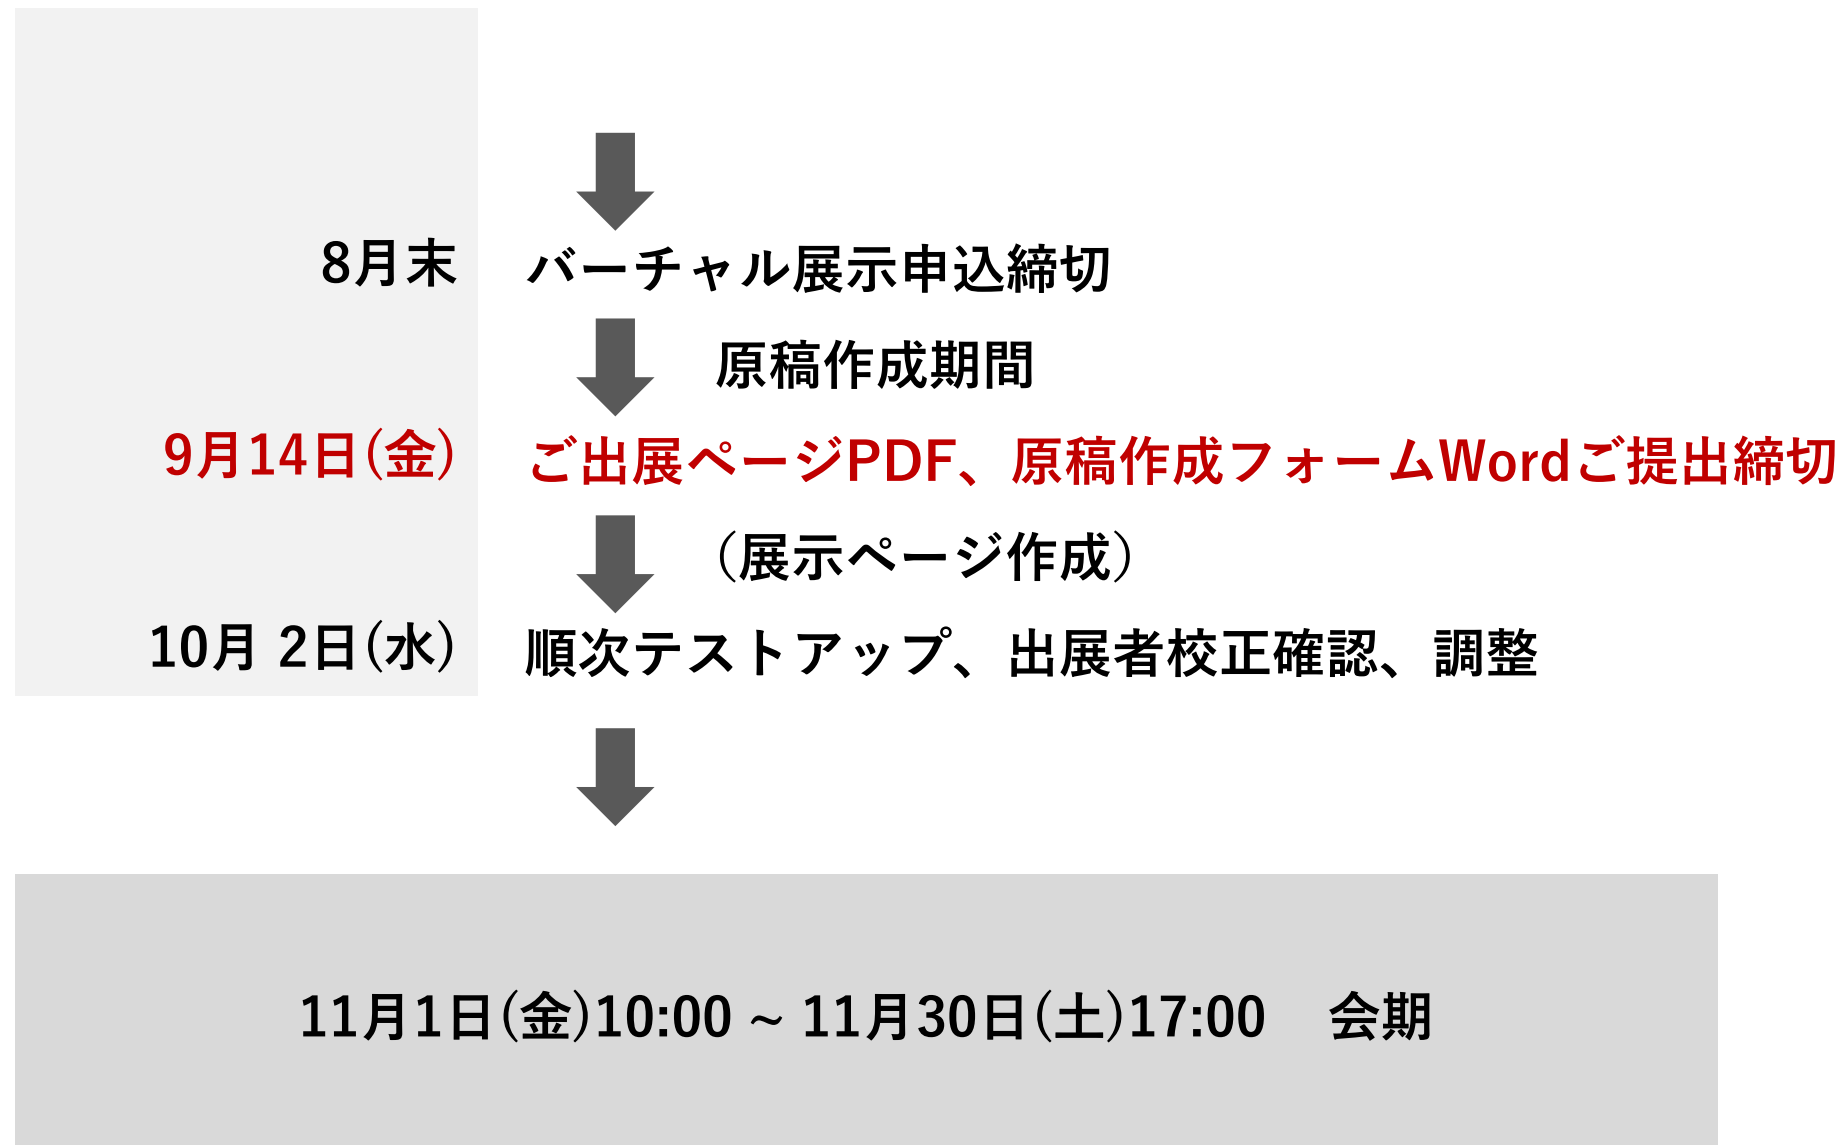 8月末 バーチャル展示申込締切
原稿作成期間
9月14日(金) ご出展ページPDF、原稿作成フォームWordご提出締切
（展示ページ作成）
10月 2日(水) 順次テストアップ、出展者校正確認、調整
11月1日(金)10:00 ~ 11月30日(土)17:00　会期